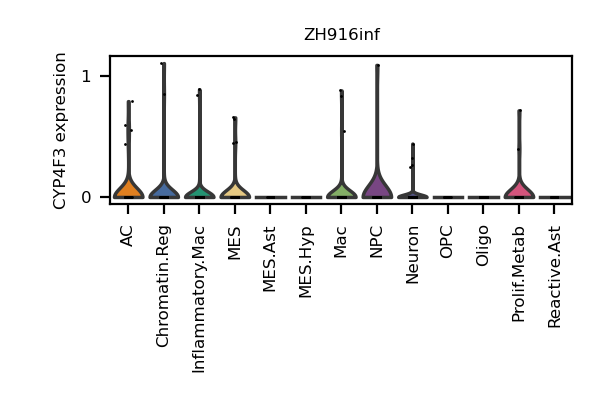 ZH916inf
CYP4F3 expression
1
0
AC
Chromatin.Reg
Inflammatory.Mac
MES
MES.Ast
MES.Hyp
Mac
NPC
Neuron
OPC
Oligo
Prolif.Metab
Reactive.Ast